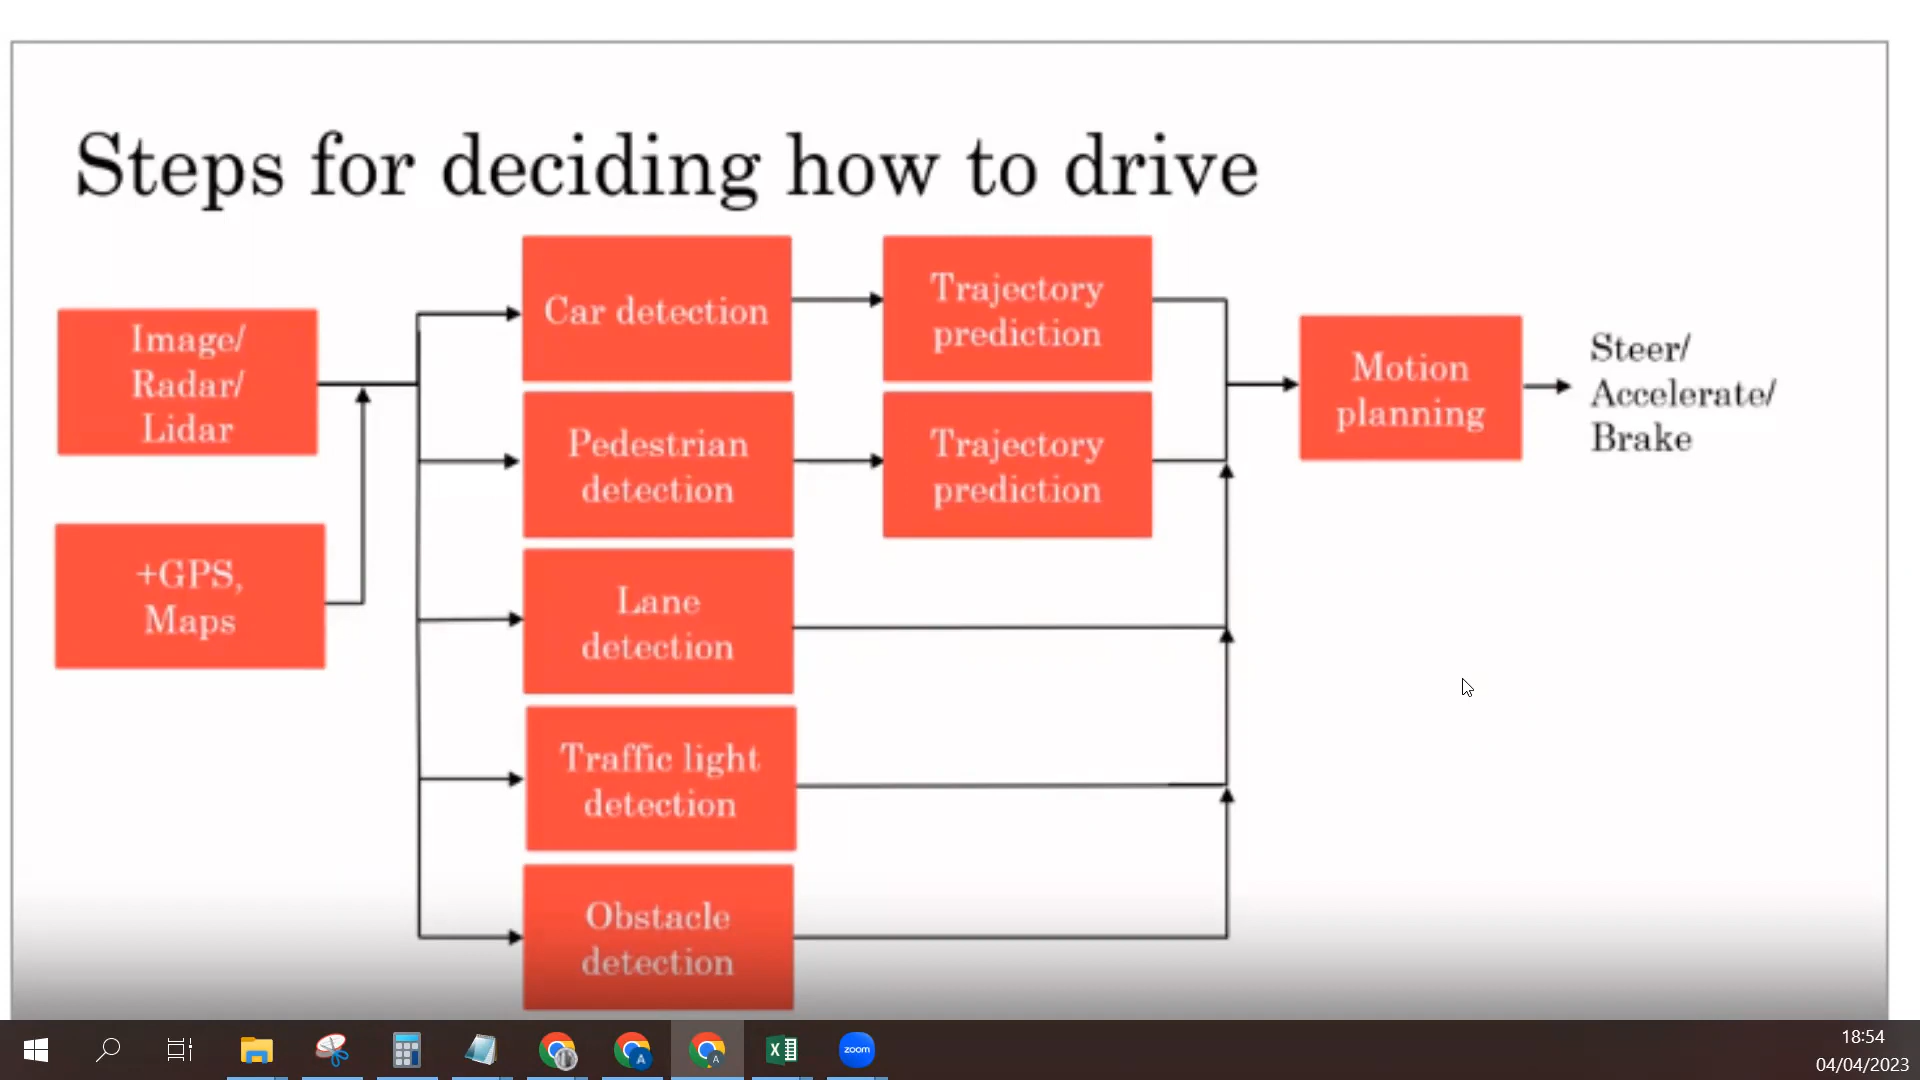 Steps for deciding how to drive
Image/
Radar/
Lidar
+GPS,
Maps
Car detection
Trajectory
prediction
Pedestrian
detection
Trajectory
prediction
Lane
detection
Traffic light
detection
Obstacle
detection
Motion
planning
Steer/
Accelerate/
Brake
A
A
X
zoom
18:54
04/04/2023